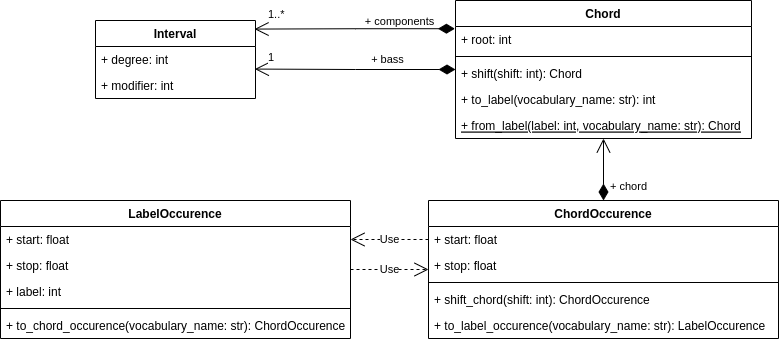 Interval
+ degree: int
+ modifier: int
1..*
+ components
1
+ bass
Chord
+ root: int
+ shift(shift: int): Chord
+ to_label(vocabulary_name: str): int
+ from_label(label: int, vocabulary_name: str): Chord
+ chord
LabelOccurence
+ start: float
+ stop: float
+ label: int
+ to_chord_occurence(vocabulary_name: str): ChordOccurence
Use
Use
ChordOccurence
+ start: float
+ stop: float
+ shift_chord(shift: int): ChordOccurence
+ to_label_occurence(vocabulary_name: str): LabelOccurence